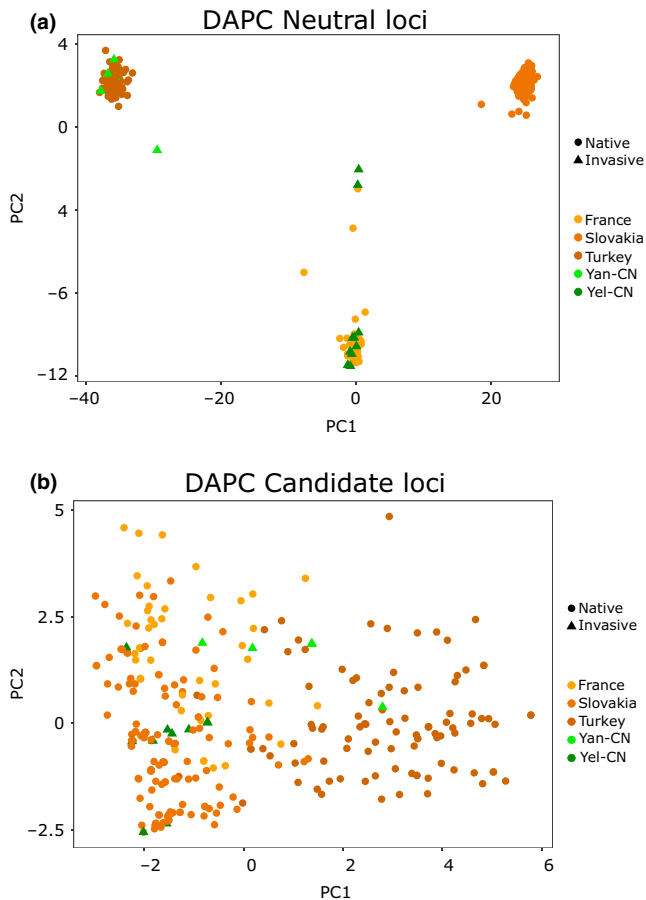 (a) DAPC Neutral loci
4
0
4
−6
−12
PC2
−40 −20 0 20
PC1
Native
Invasive
France
Slovakia
Turkey
Yan-CN
Yel-CN
(b) DAPC Candidate loci
5
2.5
0
−2.5
PC2
−2 0 2 4 6
PC1
Native
Invasive
France
Slovakia
Turkey
Yan-CN
Yel-CN